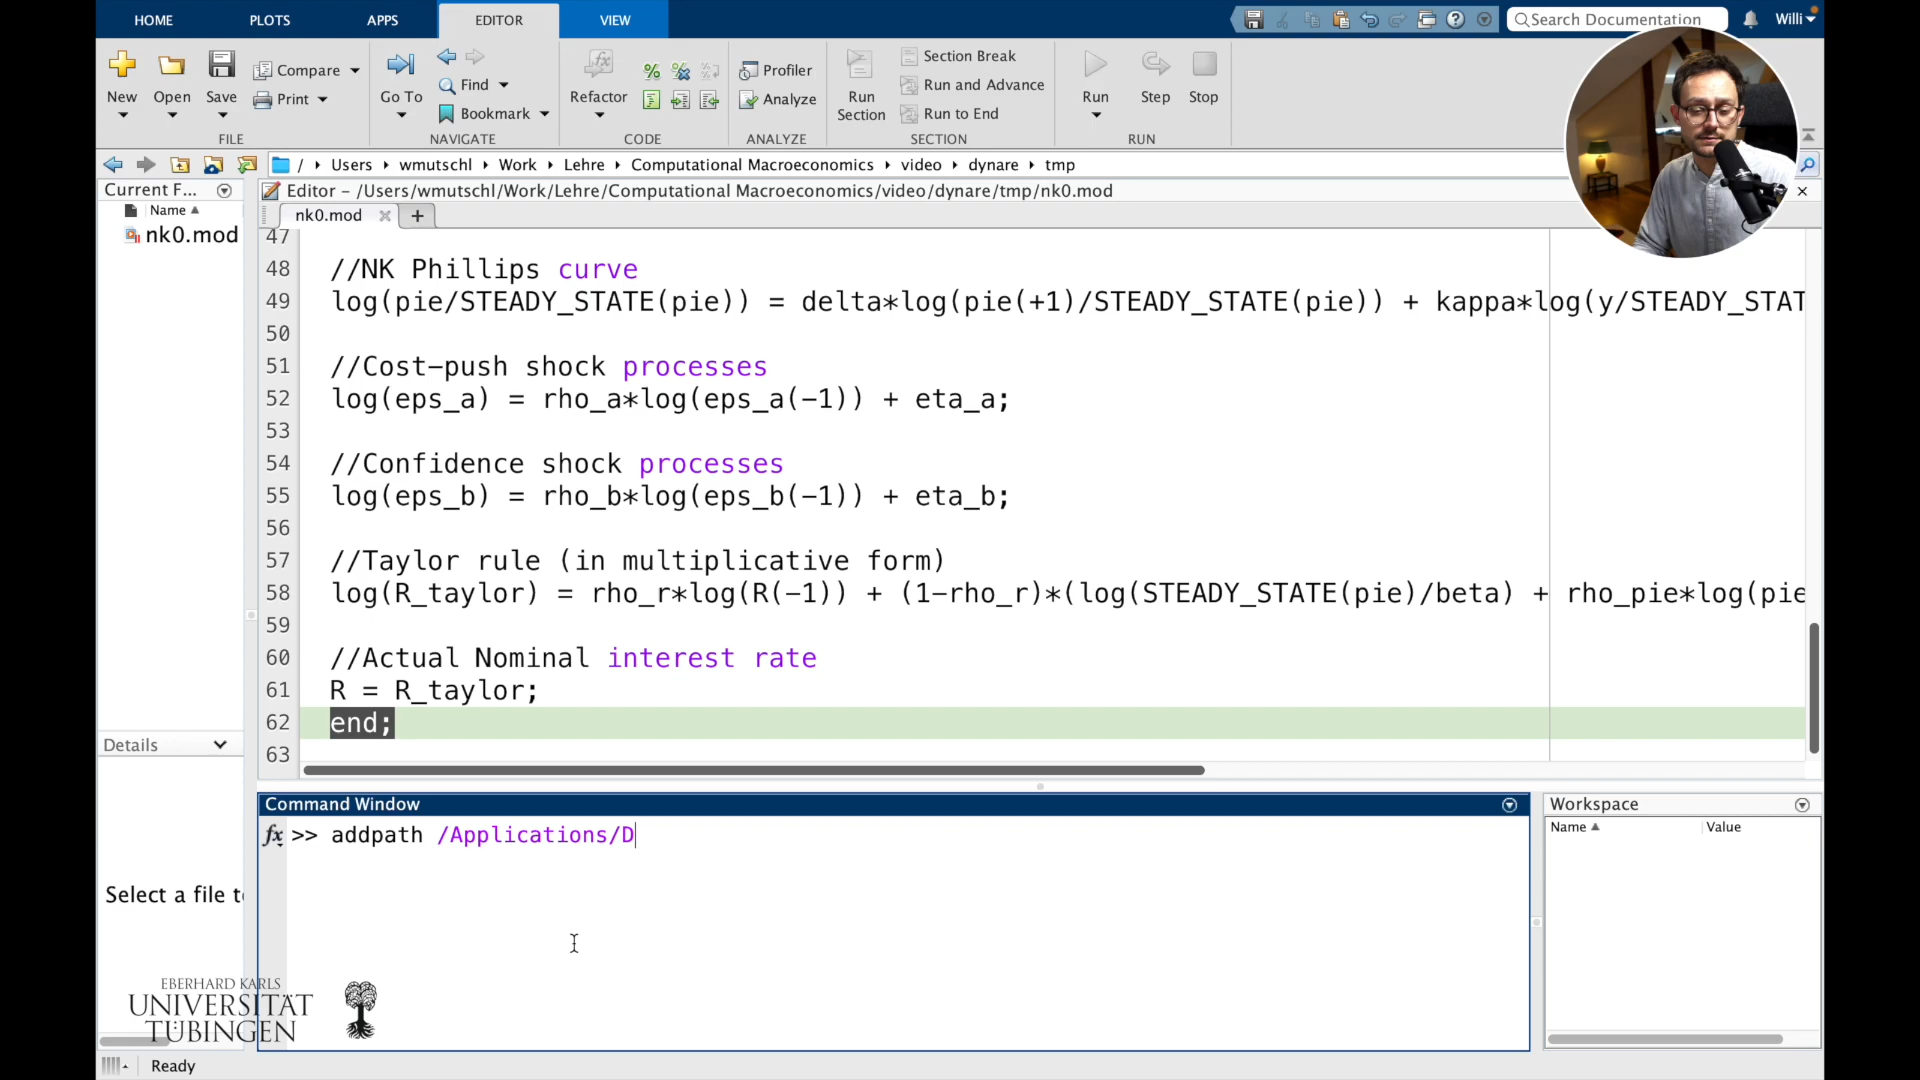 HOME PLOTS APPS EDITOR VIEW
Search Documentation
Willi
New
Open
Save
Compare
Print
FILE
Go To
Find
Bookmark
NAVIGATE
Refactor
CODE
Profiler
Analyze
ANALYZE
Run
Section
Section Break
Run and Advance
Run to End
SECTION
Run
Step
Stop
RUN
/ Users wmutschl Work Lehre Computational Macroeconomics video dynare tmp
Current F...
Name
nk0.mod
Details
Select a file t
Editor – /Users/wmutschl/Work/Lehre/Computational Macroeconomics/video/dynare/tmp/nk0.mod
nk0.mod +
47
48 //NK Phillips curve
49 log(pie/STEADY_STATE(pie)) = delta*log(pie(+1)/STEADY_STATE(pie)) + kappa*log(y/STEADY_STAT
50
51 //Cost-push shock processes
52 log(eps_a) = rho_a*log(eps_a(-1)) + eta_a;
53
54 //Confidence shock processes
55 log(eps_b) = rho_b*log(eps_b(-1)) + eta_b;
56
57 //Taylor rule (in multiplicative form)
58 log(R_taylor) = rho_r*log(R(-1)) + (1-rho_r)*(log(STEADY_STATE(pie)/beta) + rho_pie*log(pie
59
60 //Actual Nominal interest rate
61 R = R_taylor;
62 end;
63
Command Window
fx >> addpath /Applications/D
Workspace
Name Value
EBERHARD KARLS
UNIVERSITÄT
TÜBINGEN
Ready